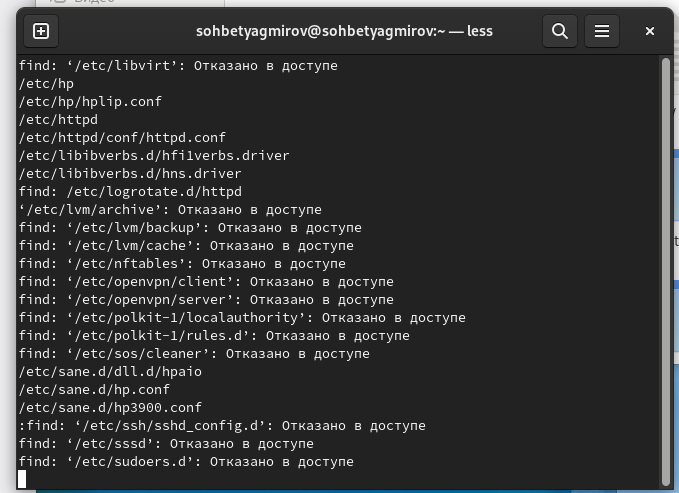 Видео
sohbetyagmirov@sohbetyagmirov:~ — less
find: ‘/etc/libvirt’: Отказано в доступе
/etc/hp
/etc/hp/hplip.conf
/etc/httpd
/etc/httpd/conf/httpd.conf
/etc/libibverbs.d/hfi1verbs.driver
/etc/libibverbs.d/hns.driver
find: /etc/logrotate.d/httpd
‘/etc/lvm/archive’: Отказано в доступе
find: ‘/etc/lvm/backup’: Отказано в доступе
find: ‘/etc/lvm/cache’: Отказано в доступе
find: ‘/etc/nftables’: Отказано в доступе
find: ‘/etc/openvpn/client’: Отказано в доступе
find: ‘/etc/openvpn/server’: Отказано в доступе
find: ‘/etc/polkit-1/localauthority’: Отказано в доступе
find: ‘/etc/polkit-1/rules.d’: Отказано в доступе
find: ‘/etc/sos/cleaner’: Отказано в доступе
/etc/sane.d/dll.d/hpaio
/etc/sane.d/hp.conf
/etc/sane.d/hp3900.conf
:find: ‘/etc/ssh/sshd_config.d’: Отказано в доступе
find: ‘/etc/sssd’: Отказано в доступе
find: ‘/etc/sudoers.d’: Отказано в доступе